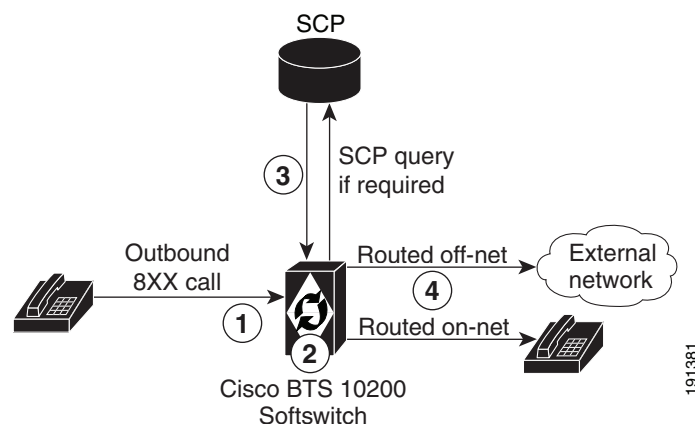 SCP
3
SCP query
if required
Outbound
8XX call
1
2
Routed off-net
4
External
network
Routed on-net
Cisco BTS 10200
Softswitch
191381